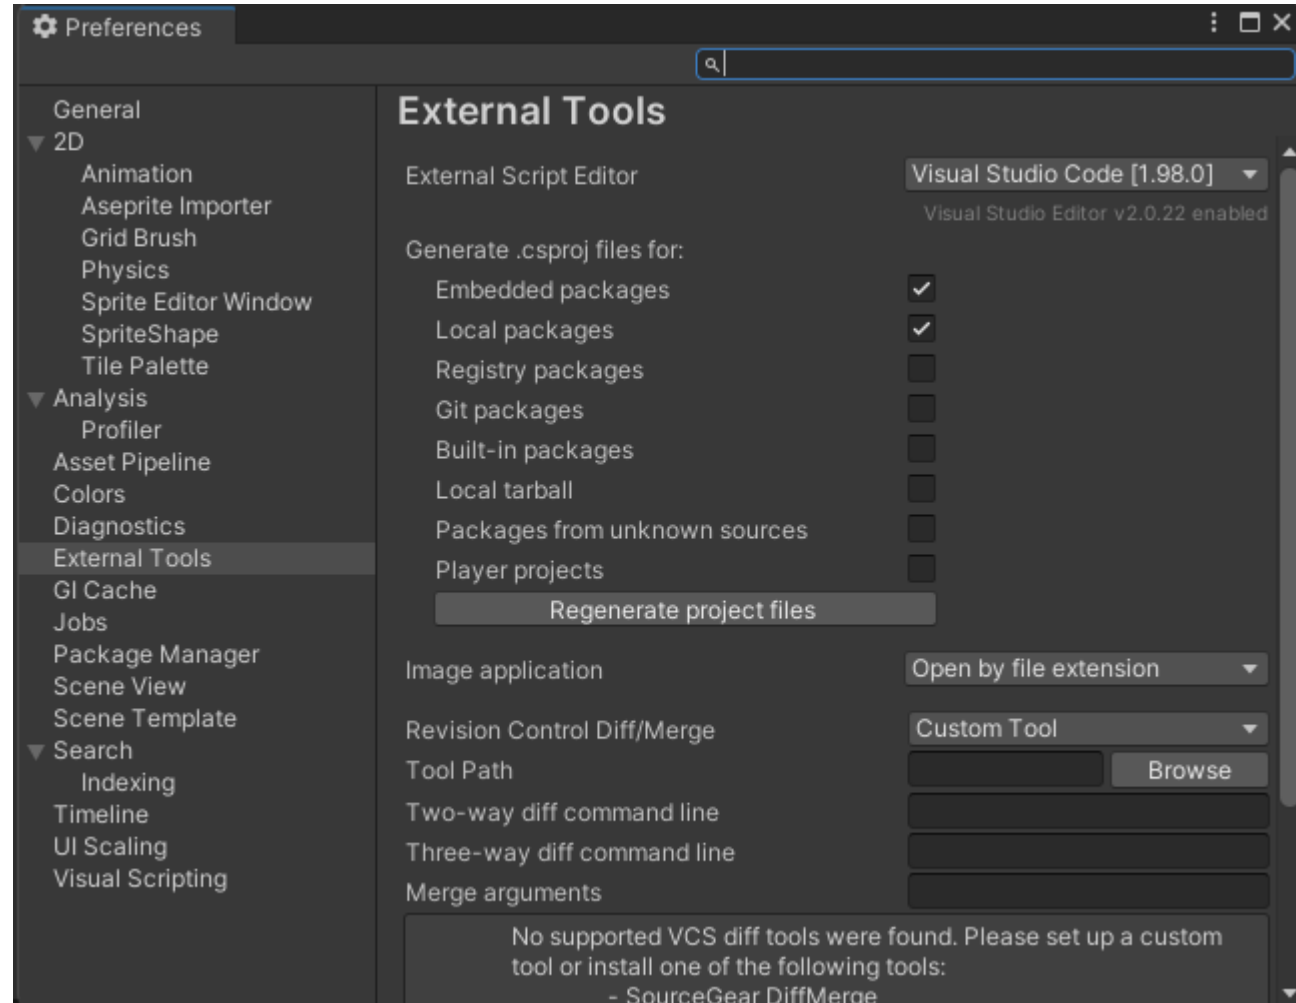 Preferences
General
2D
Animation
Aseprite Importer
Grid Brush
Physics
Sprite Editor Window
SpriteShape
Tile Palette
Analysis
Profiler
Asset Pipeline
Colors
Diagnostics
External Tools
GI Cache
Jobs
Package Manager
Scene View
Scene Template
Search
Indexing
Timeline
UI Scaling
Visual Scripting
External Tools
External Script Editor Visual Studio Code [1.98.0]
Visual Studio Editor v2.0.22 enabled
Generate .csproj files for:
Embedded packages
Local packages
Registry packages
Git packages
Built-in packages
Local tarball
Packages from unknown sources
Player projects
Regenerate project files
Image application Open by file extension
Revision Control Diff/Merge Custom Tool
Tool Path Browse
Two-way diff command line
Three-way diff command line
Merge arguments
No supported VCS diff tools were found. Please set up a custom
tool or install one of the following tools:
- SourceGear DiffMerge